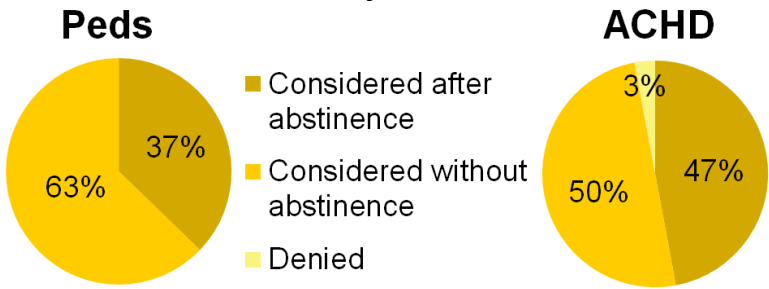 Peds
ACHD
37%
63%
Considered after
abstinence
Considered without
abstinence
Denied
3%
47%
50%